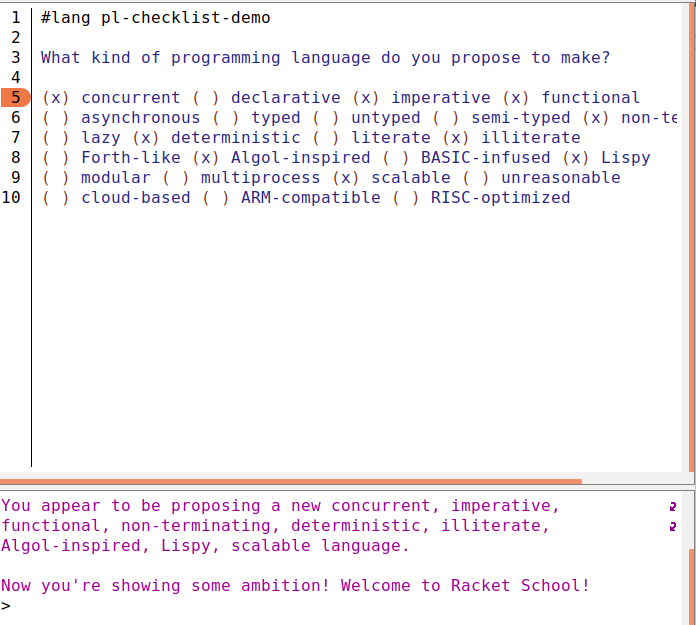 1 #lang pl-checklist-demo
2
3 What kind of programming language do you propose to make?
4
5 (x) concurrent ( ) declarative (x) imperative (x) functional
6 ( ) asynchronous ( ) typed ( ) untyped ( ) semi-typed (x) non-te
7 ( ) lazy (x) deterministic ( ) literate (x) illiterate
8 ( ) Forth-like (x) Algol-inspired ( ) BASIC-infused (x) Lispy
9 ( ) modular ( ) multiprocess (x) scalable ( ) unreasonable
10 ( ) cloud-based ( ) ARM-compatible ( ) RISC-optimized
You appear to be proposing a new concurrent, imperative,
functional, non-terminating, deterministic, illiterate,
Algol-inspired, Lispy, scalable language.
Now you're showing some ambition! Welcome to Racket School!
>